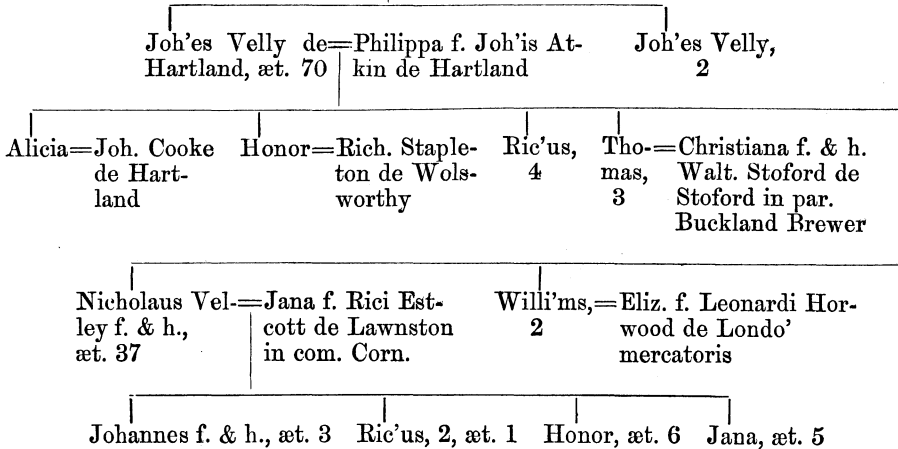 Joh'es Velly de=Philippa f. Joh'is At- Joh'es Velly,
Hartland, æt. 70 kin de Hartland 2
Alicia=Joh. Cooke Honor=Rich. Staple- Ric'us, Tho-=Christiana f. & h.
de Hart- ton de Wols- 4 mas, Walt. Stoford de
land worthy 3 Stoford in par.
Buckland Brewer
Nicholaus Vel-=Jana f. Rici Est- Willi'ms,=Eliz. f. Leonardi Hor-
ley f. & h., cott de Lawnston 2 wood de Londo'
æt. 37 in com. Corn. mercatoris
Johannes f. & h., æt. 3 Ric'us, 2, æt. 1 Honor, æt. 6 Jana, æt. 5